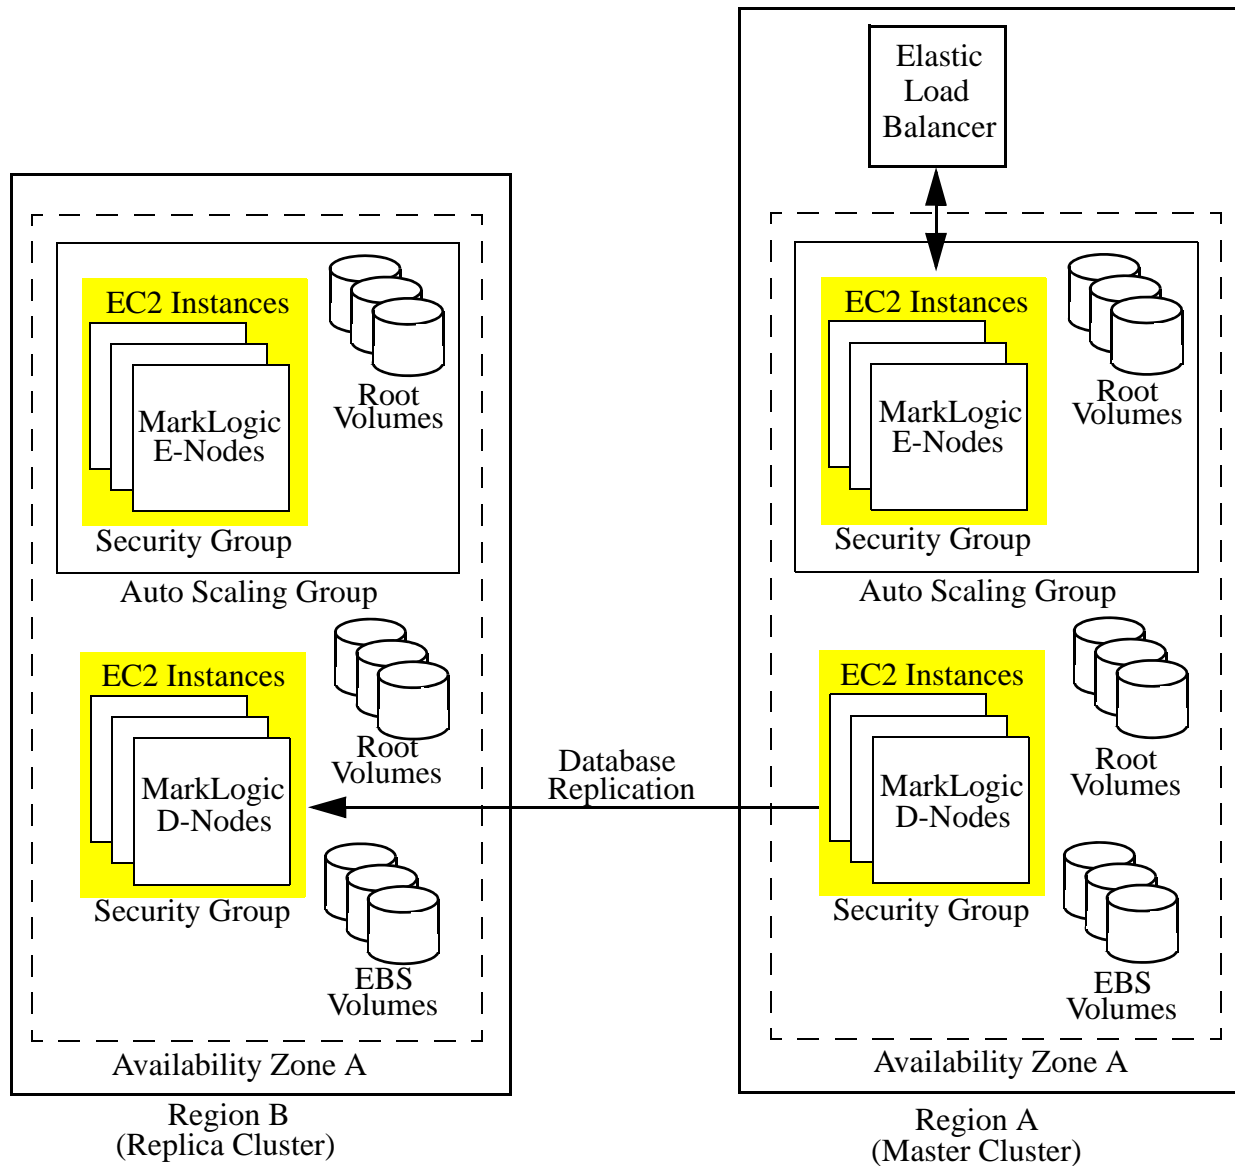 Elastic
Load
Balancer
EC2 Instances
MarkLogic
E-Nodes
Security Group
Root
Volumes
Auto Scaling Group
EC2 Instances
MarkLogic
D-Nodes
Security Group
Root
Volumes
EBS
Volumes
Availability Zone A
Region B
(Replica Cluster)
Database
Replication
EC2 Instances
MarkLogic
E-Nodes
Security Group
Root
Volumes
Auto Scaling Group
EC2 Instances
MarkLogic
D-Nodes
Security Group
Root
Volumes
EBS
Volumes
Availability Zone A
Region A
(Master Cluster)